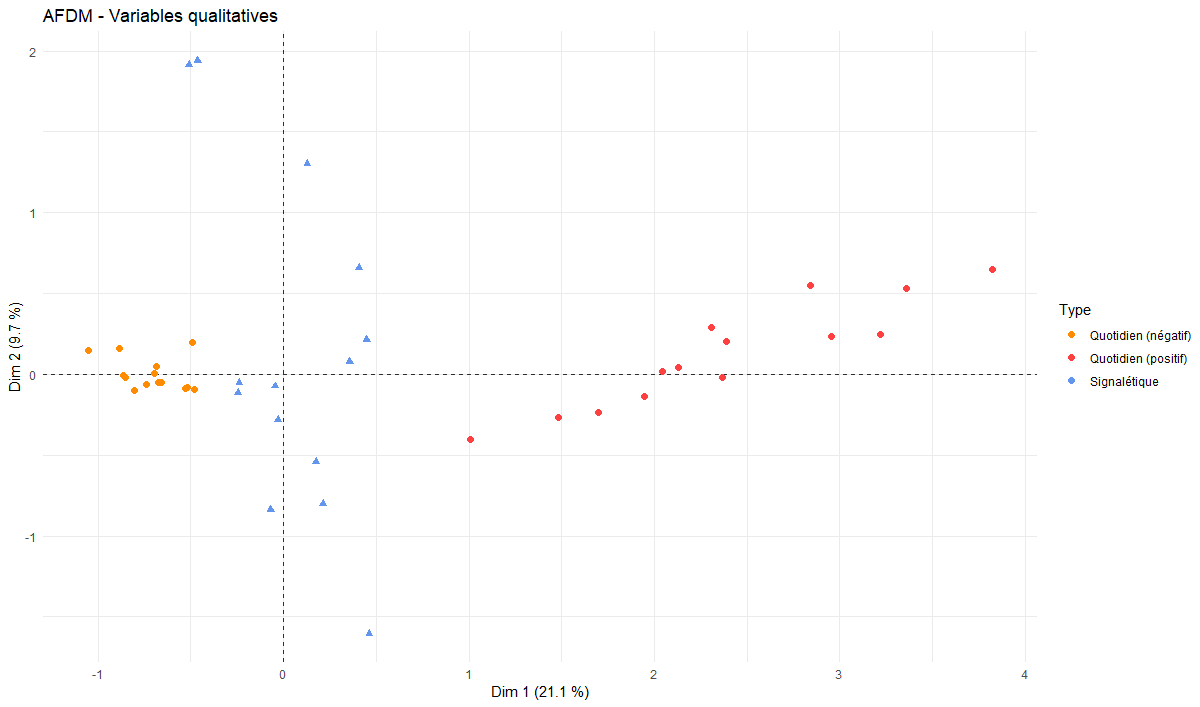 AFDM - Variables qualitatives
2
1
0
-1
Dim 2 (9.7 %)
-1
0
1
2
3
4
Dim 1 (21.1 %)
Type
Quotidien (négatif)
Quotidien (positif)
Signalétique